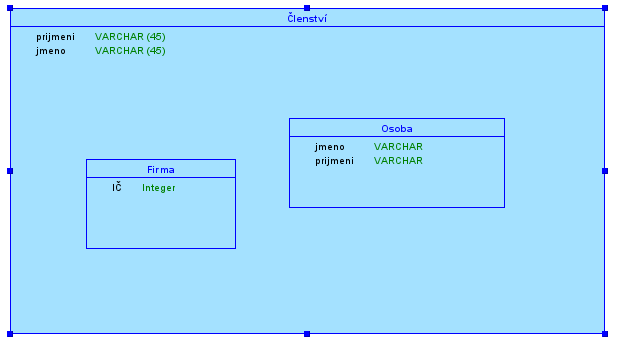 Členství
prijmeni VARCHAR (45)
jmeno VARCHAR (45)
Osoba
jmeno VARCHAR
prijmeni VARCHAR
Firma
IČ Integer